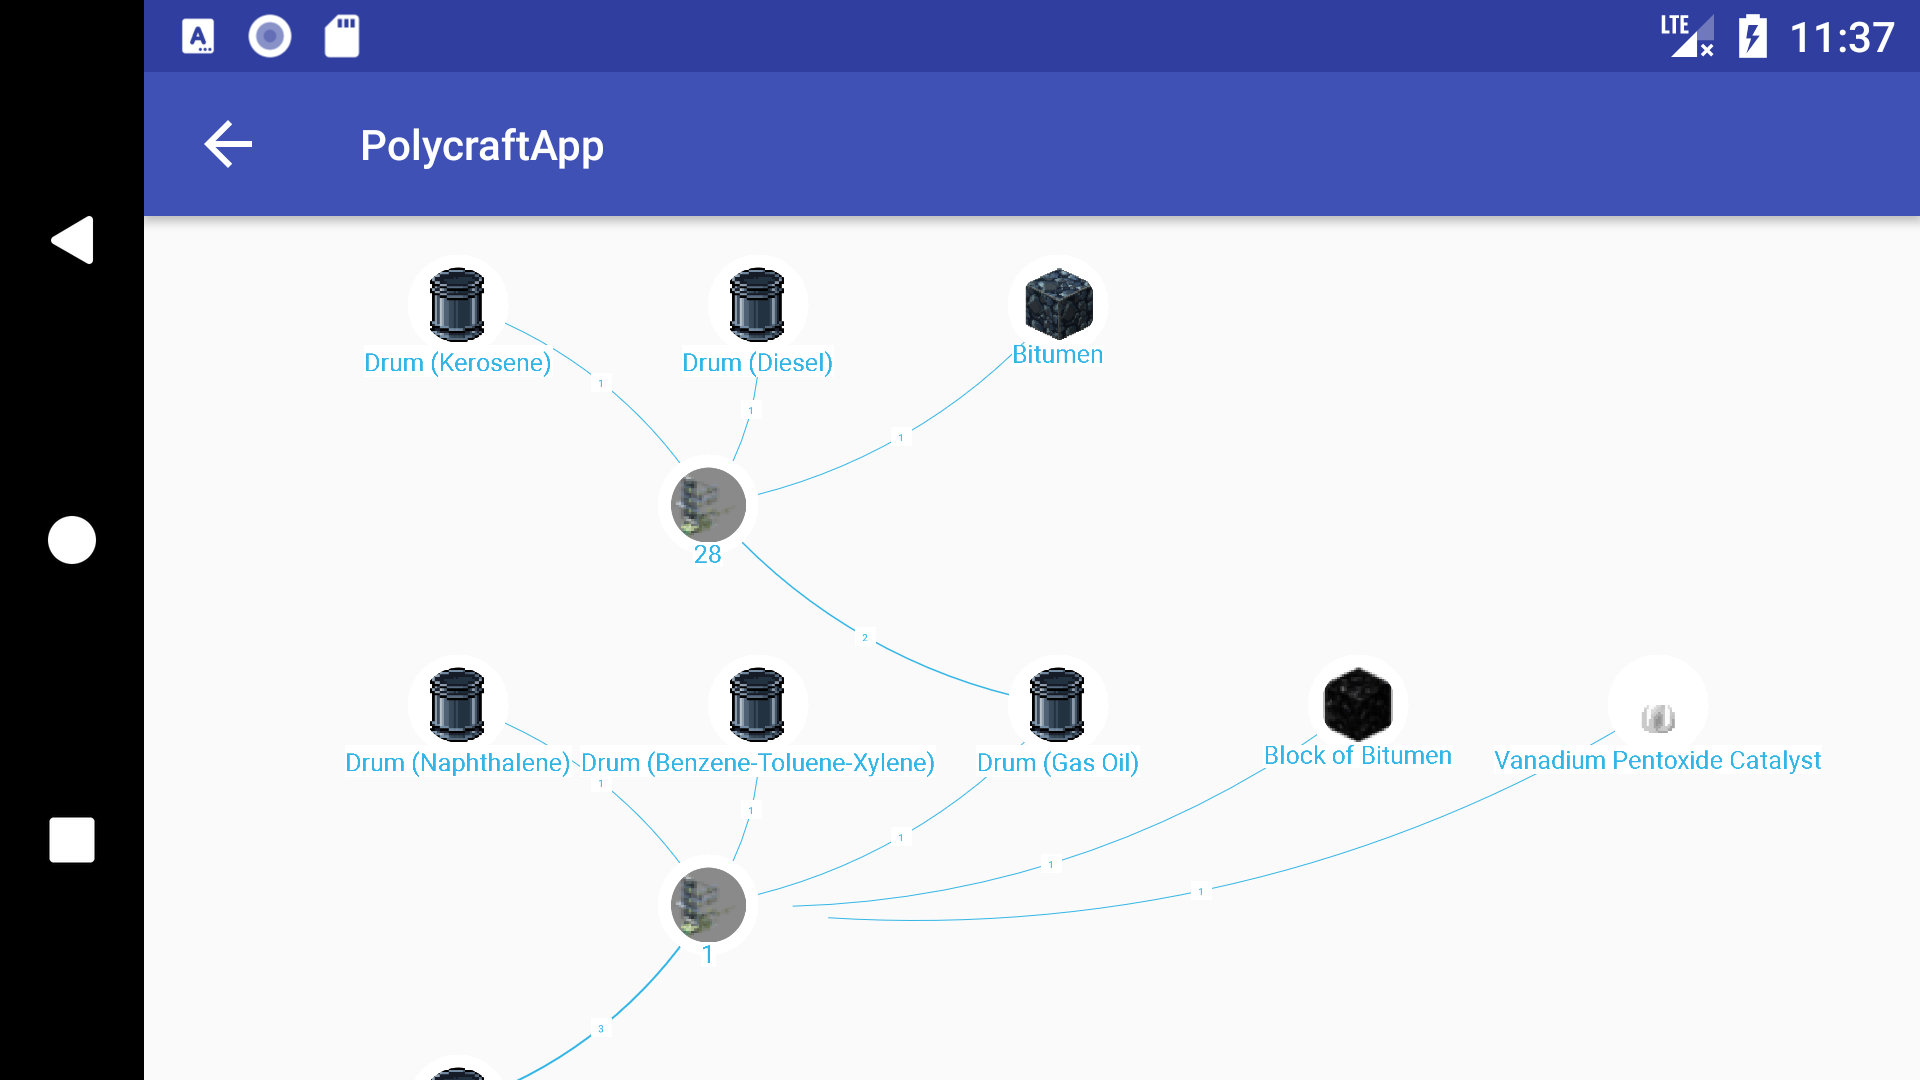 A
LTE
11:37
PolycraftApp
Drum (Kerosene)
Drum (Diesel)
Bitumen
1
1
1
28
2
Drum (Naphthalene)
Drum (Benzene-Toluene-Xylene)
Drum (Gas Oil)
Block of Bitumen
Vanadium Pentoxide Catalyst
1
1
1
1
1
1
3